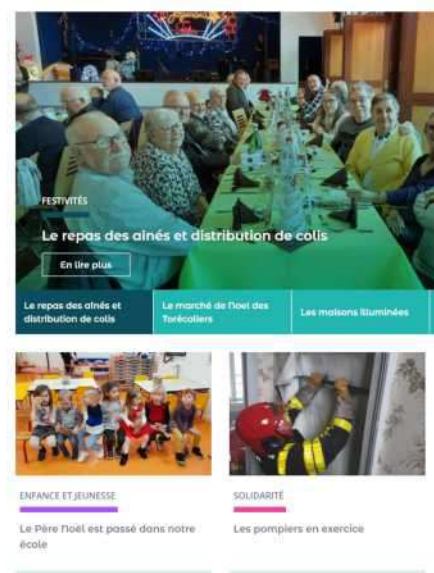 FESTIVITÉS
Le repas des aînés et distribution de colis
En lire plus
Le repas des aînés et
distribution de colis
Le marché de Noel des
Torécoliers
Les maisons illuminées
ENFANCE ET JEUNESSE
Le Père Noël est passé dans notre
école
SOLIDARITÉ
Les pompiers en exercice